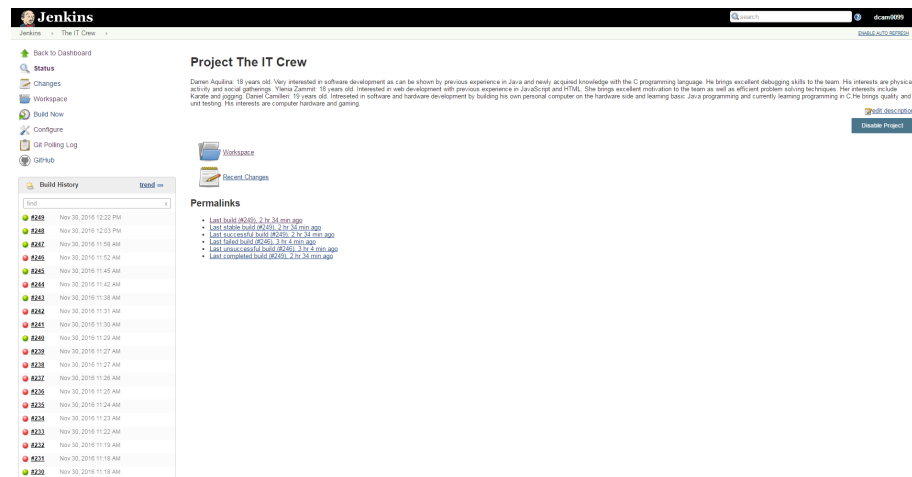 Jenkins
search
dcam0099
Jenkins
The IT Crew
ENABLE AUTO REFRESH
Back to Dashboard
Status
Changes
Workspace
Build Now
Configure
Git Polling Log
GitHub
Build History
trend
find
x
#249 Nov 30, 2016 12:22 PM
#248 Nov 30, 2016 12:03 PM
#247 Nov 30, 2016 11:58 AM
#246 Nov 30, 2016 11:52 AM
#245 Nov 30, 2016 11:45 AM
#244 Nov 30, 2016 11:42 AM
#243 Nov 30, 2016 11:38 AM
#242 Nov 30, 2016 11:31 AM
#241 Nov 30, 2016 11:30 AM
#240 Nov 30, 2016 11:29 AM
#239 Nov 30, 2016 11:27 AM
#238 Nov 30, 2016 11:27 AM
#237 Nov 30, 2016 11:26 AM
#236 Nov 30, 2016 11:25 AM
#235 Nov 30, 2016 11:24 AM
#234 Nov 30, 2016 11:23 AM
#233 Nov 30, 2016 11:22 AM
#232 Nov 30, 2016 11:19 AM
#231 Nov 30, 2016 11:18 AM
#230 Nov 30, 2016 11:18 AM
Project The IT Crew
Darren Aquilina: 18 years old. Very interested in software development as can be shown by previous experience in Java and newly acquired knowledge with the C programming language. He brings excellent debugging skills to the team. His interests are physica
activity and social gatherings. Ylenia Zammit: 18 years old. Interested in web development with previous experience in JavaScript and HTML. She brings excellent motivation to the team as well as efficient problem solving techniques. Her interests include
Karate and jogging. Daniel Camilleri: 19 years old. Intreseted in software and hardware development by building his own personal computer on the hardware side and learning basic Java programming and currently learning programming in C.He brings quality and
unit testing. His interests are computer hardware and gaming.
edit description
Disable Project
Workspace
Recent Changes
Permalinks
Last build (#249), 2 hr 34 min ago
Last stable build (#249), 2 hr 34 min ago
Last successful build (#249), 2 hr 34 min ago
Last failed build (#246), 3 hr 4 min ago
Last unsuccessful build (#246), 3 hr 4 min ago
Last completed build (#249), 2 hr 34 min ago